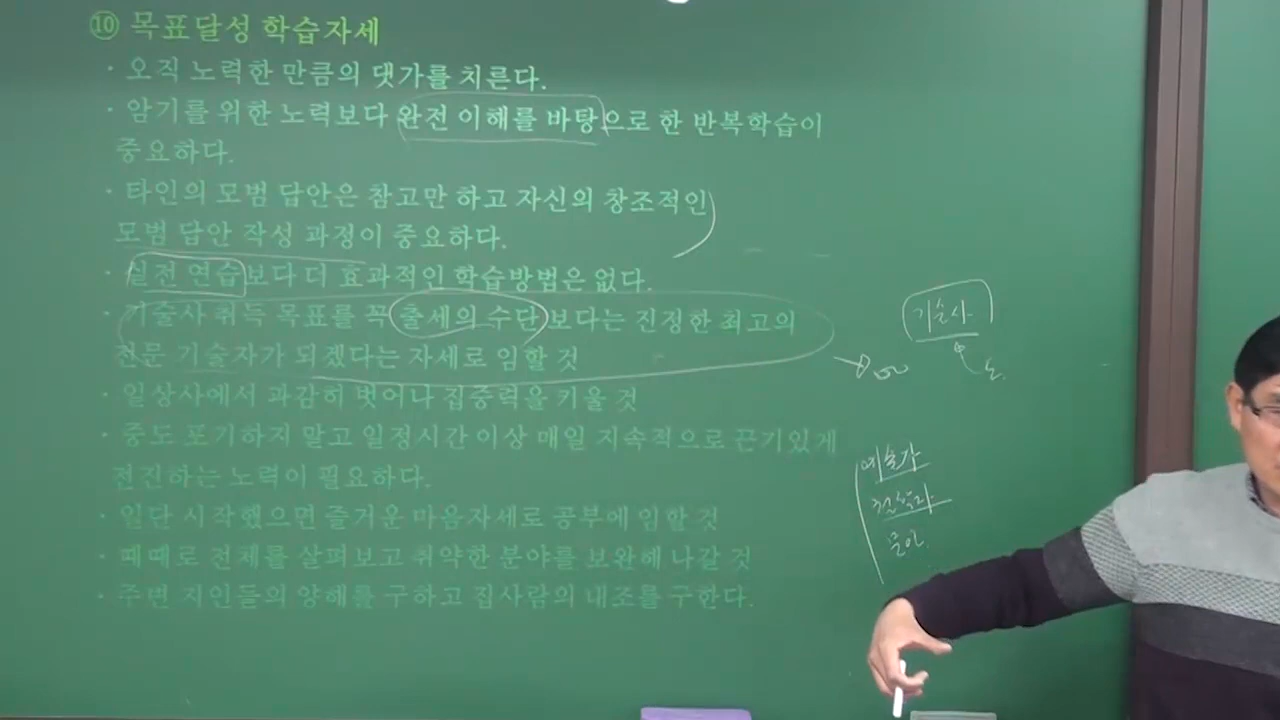 ⑩ 목표달성 학습자세
· 오직 노력한 만큼의 댓가를 치른다.
· 암기를 위한 노력보다 완전 이해를 바탕으로 한 반복학습이
중요하다.
· 타인의 모범 답안은 참고만 하고 자신의 창조적인
모범 답안 작성 과정이 중요하다.
· 실전 연습보다 더 효과적인 학습방법은 없다.
· 기술사 취득 목표를 꼭 출세의 수단 보다는 진정한 최고의
전문 기술자가 되겠다는 자세로 임할 것
· 일상사에서 과감히 벗어나 집중력을 키울 것
· 중도 포기하지 말고 일정시간 이상 매일 지속적으로 끈기있게
전진하는 노력이 필요하다.
· 일단 시작했으면 즐거운 마음자세로 공부에 임할 것
· 때때로 전체를 살펴보고 취약한 분야를 보완해 나갈 것
· 주변 지인들의 양해를 구하고 집사람의 내조를 구한다.
기술사
예술가
철학자
문인